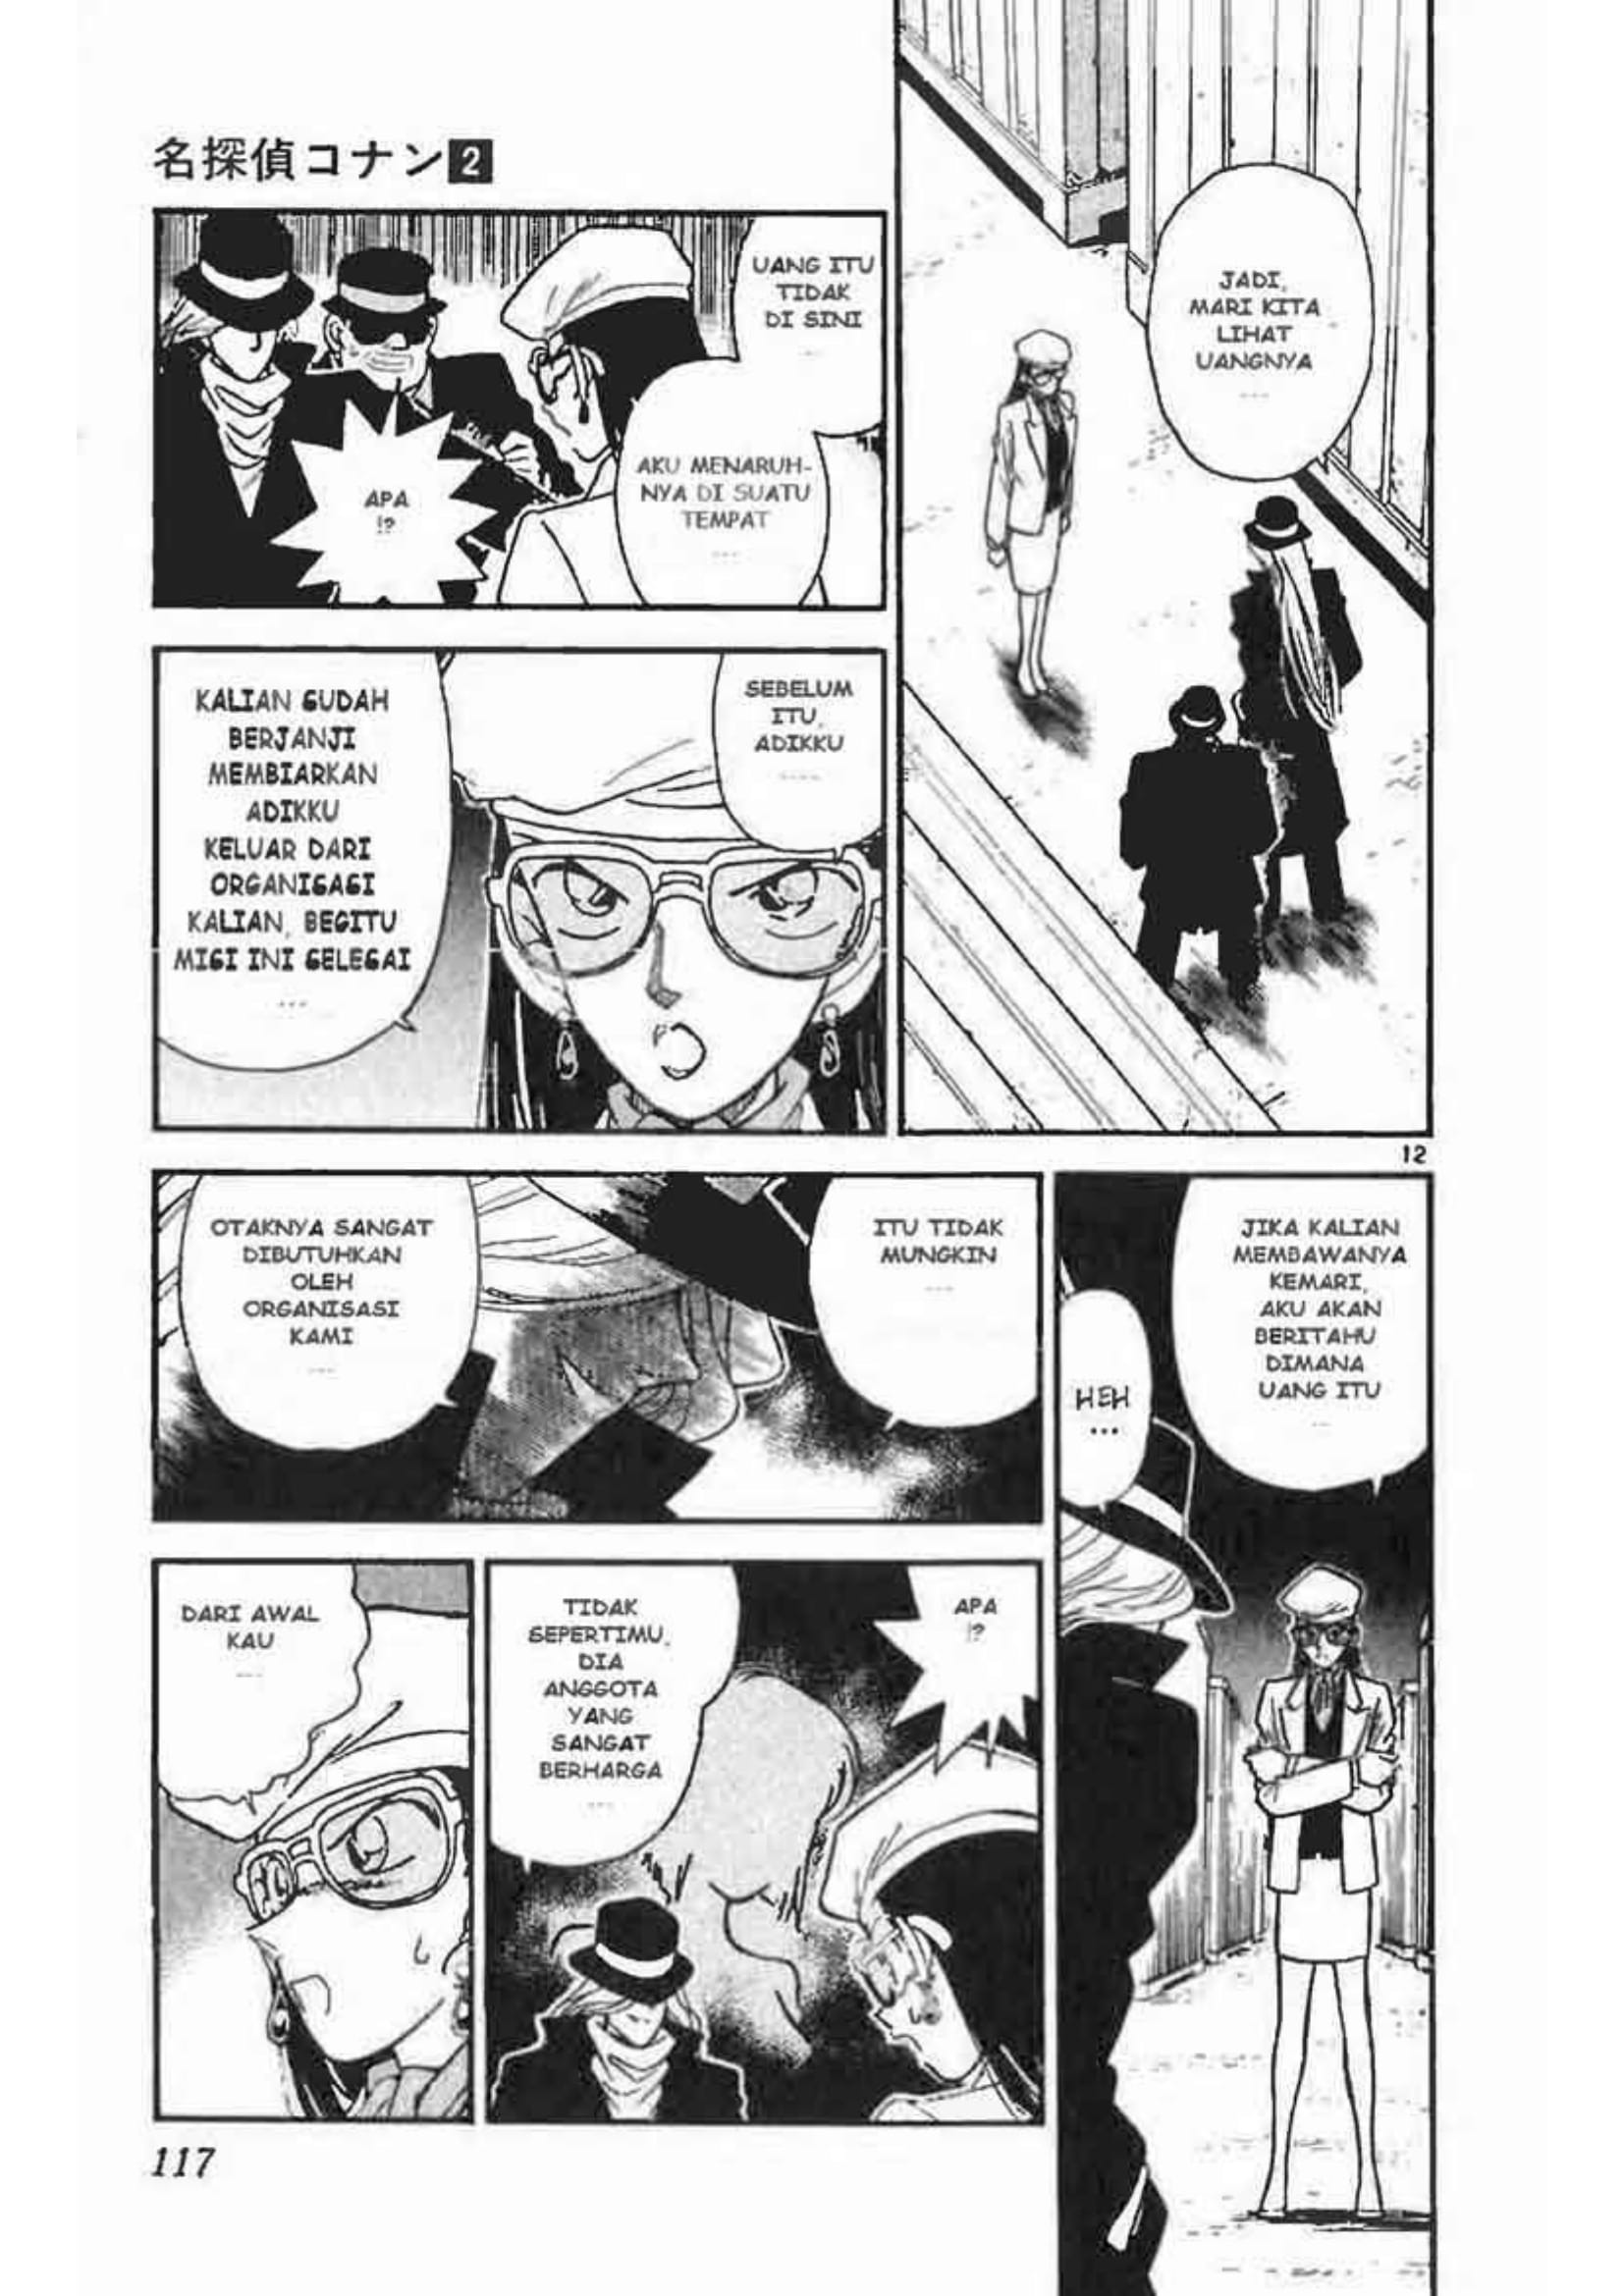 名探偵コナン2
JADI,
MARI KITA
LIHAT
UANGNYA
...
UANG ITU
TIDAK
DI SINI
...
AKU MENARUH-
NYA DI SUATU
TEMPAT
...
APA
!?
SEBELUM
ITU,
ADIKKU
....
KALIAN SUDAH
BERJANJI
MEMBIARKAN
ADIKKU
KELUAR DARI
ORGANISASI
KALIAN, BEGITU
MISI INI SELESAI
...
12
JIKA KALIAN
MEMBAWANYA
KEMARI,
AKU AKAN
BERITAHU
DIMANA
UANG ITU
...
HEH
...
ITU TIDAK
MUNGKIN
...
OTAKNYA SANGAT
DIBUTUHKAN
OLEH
ORGANISASI
KAMI
...
APA
!?
TIDAK
SEPERTIMU,
DIA
ANGGOTA
YANG
SANGAT
BERHARGA
...
DARI AWAL
KAU
...
117